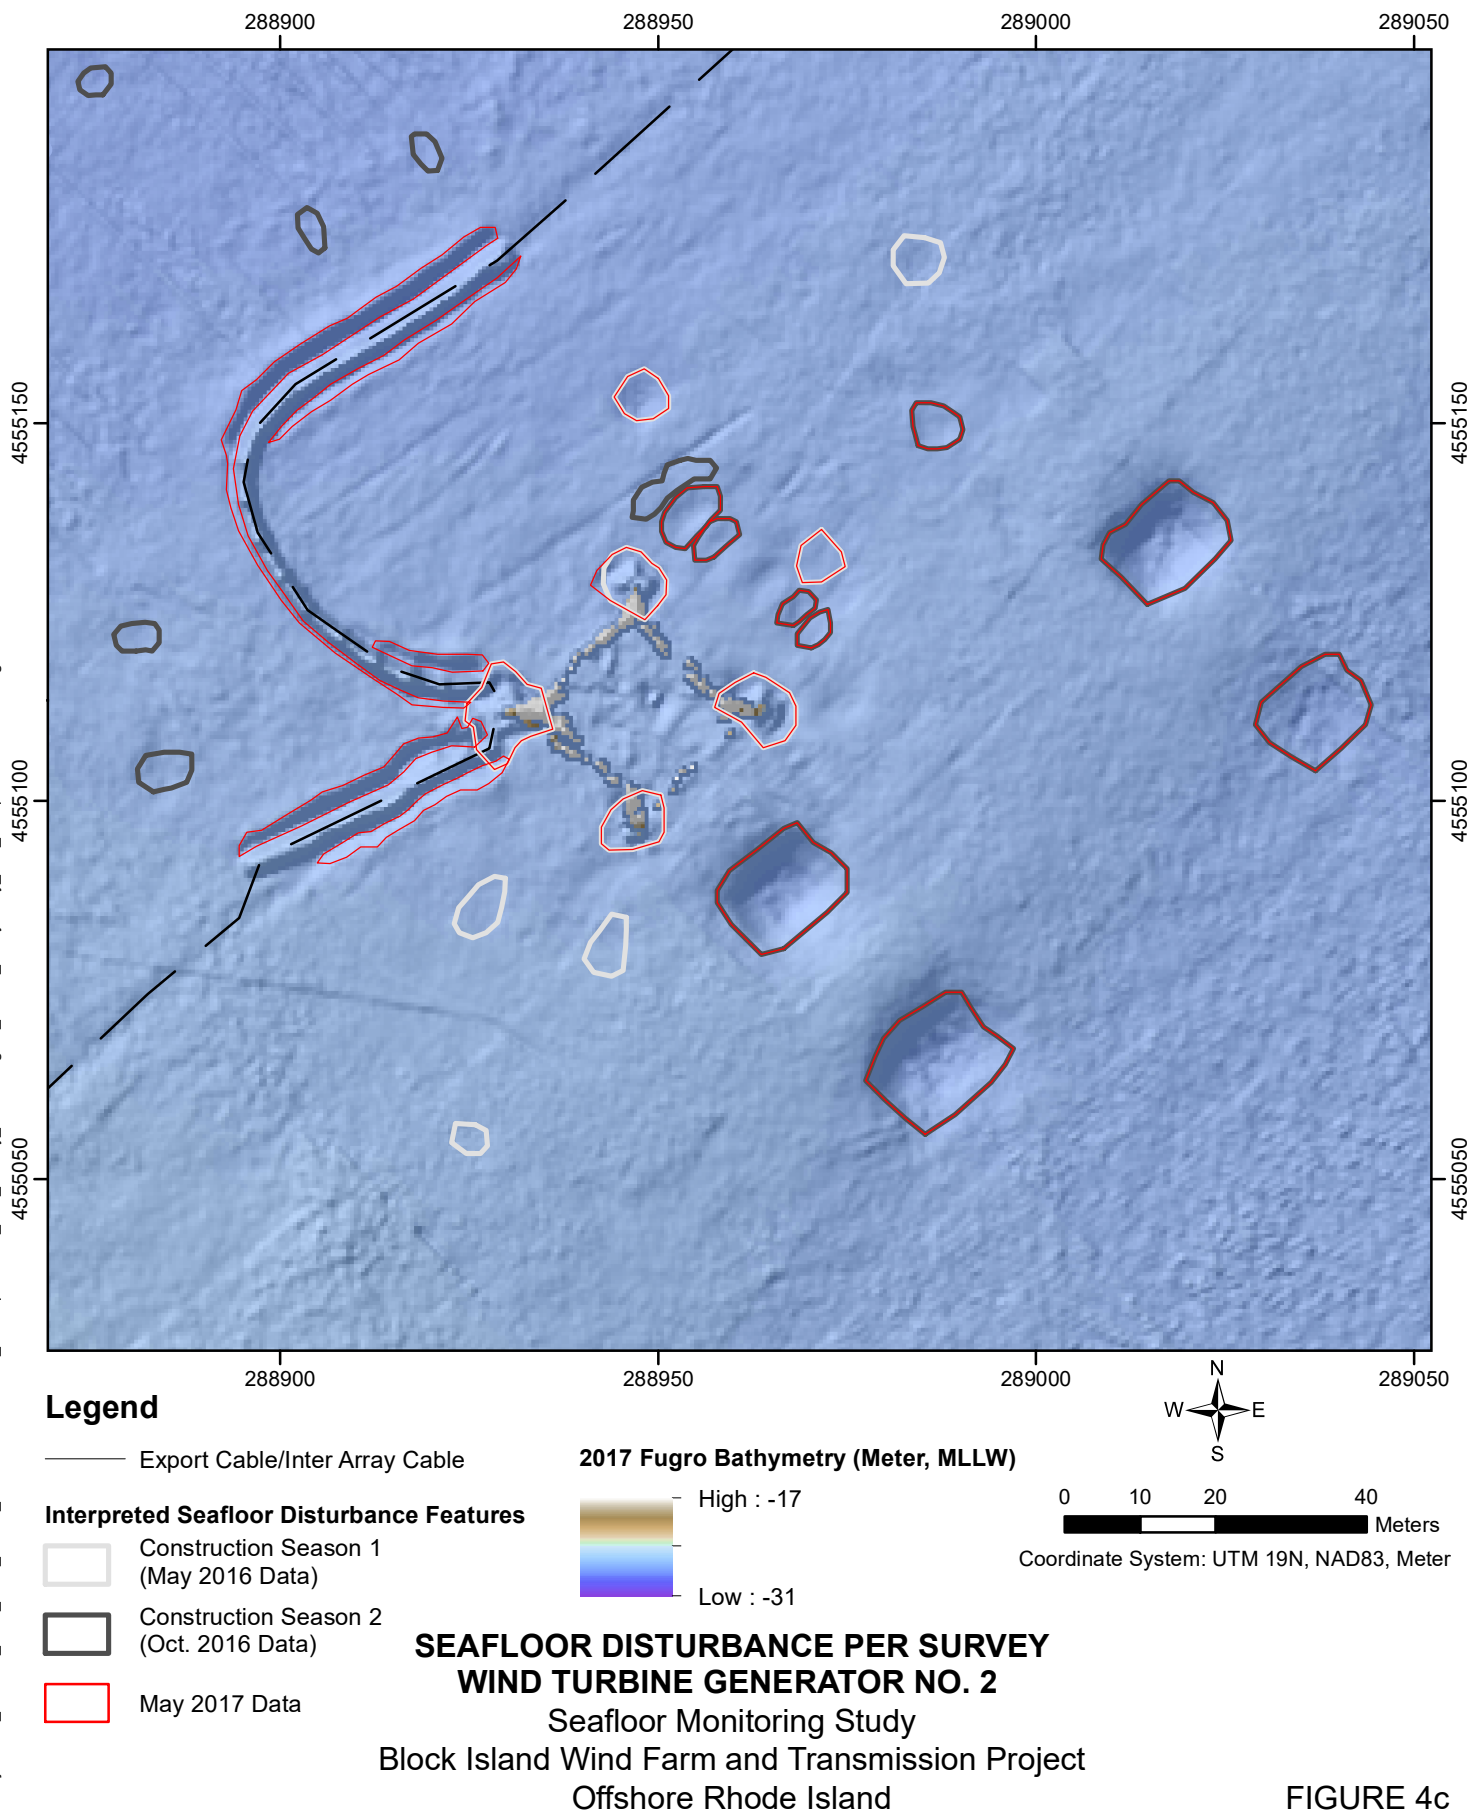 288900
288950
289000
289050
4555150
4555150
4555100
4555100
4555050
4555050
288900
288950
289000
289050
Legend
Export Cable/Inter Array Cable
Interpreted Seafloor Disturbance Features
Construction Season 1
(May 2016 Data)
Construction Season 2
(Oct. 2016 Data)
May 2017 Data
2017 Fugro Bathymetry (Meter, MLLW)
High : -17
Low : -31
N
W E
S
0 10 20 40
Meters
Coordinate System: UTM 19N, NAD83, Meter
SEAFLOOR DISTURBANCE PER SURVEY
WIND TURBINE GENERATOR NO. 2
Seafloor Monitoring Study
Block Island Wind Farm and Transmission Project
Offshore Rhode Island
FIGURE 4c